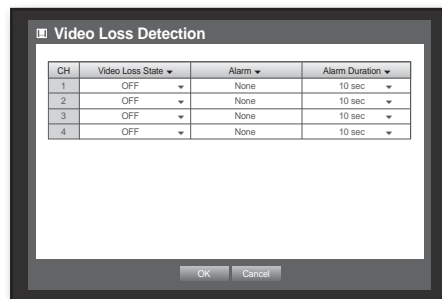 Video Loss Detection
CH Video Loss State Alarm Alarm Duration
1 OFF None 10 sec
2 OFF None 10 sec
3 OFF None 10 sec
4 OFF None 10 sec
OK Cancel